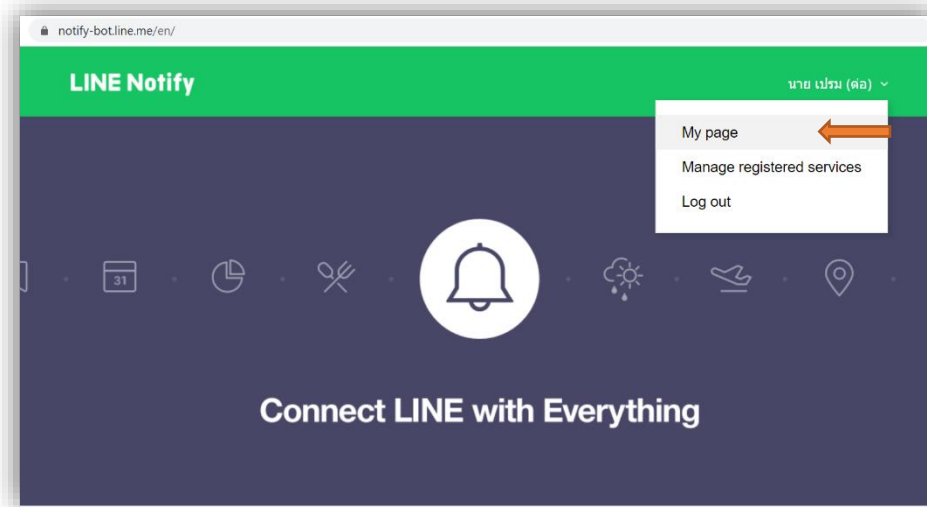 notify-bot.line.me/en/
LINE Notify
นาย เปรม (ต่อ)
My page
Manage registered services
Log out
31
Connect LINE with Everything